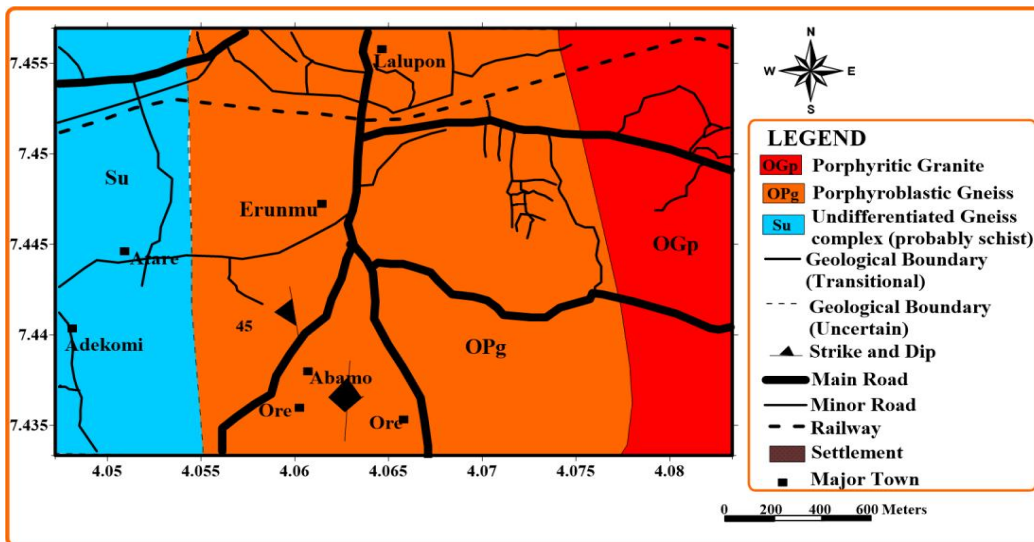 7.455
7.45
7.445
7.44
7.435
4.05
4.055
4.06
4.065
4.07
4.075
4.08
Lalupon
Su
Erunmu
Atare
OGp
45
Adekomi
OPg
Abamo
Ore
Ore
N
W E
S
LEGEND
OGp Porphyritic Granite
OPg Porphyroblastic Gneiss
Su Undifferentiated Gneiss
complex (probably schist)
Geological Boundary
(Transitional)
Geological Boundary
(Uncertain)
Strike and Dip
Main Road
Minor Road
Railway
Settlement
Major Town
0 200 400 600 Meters